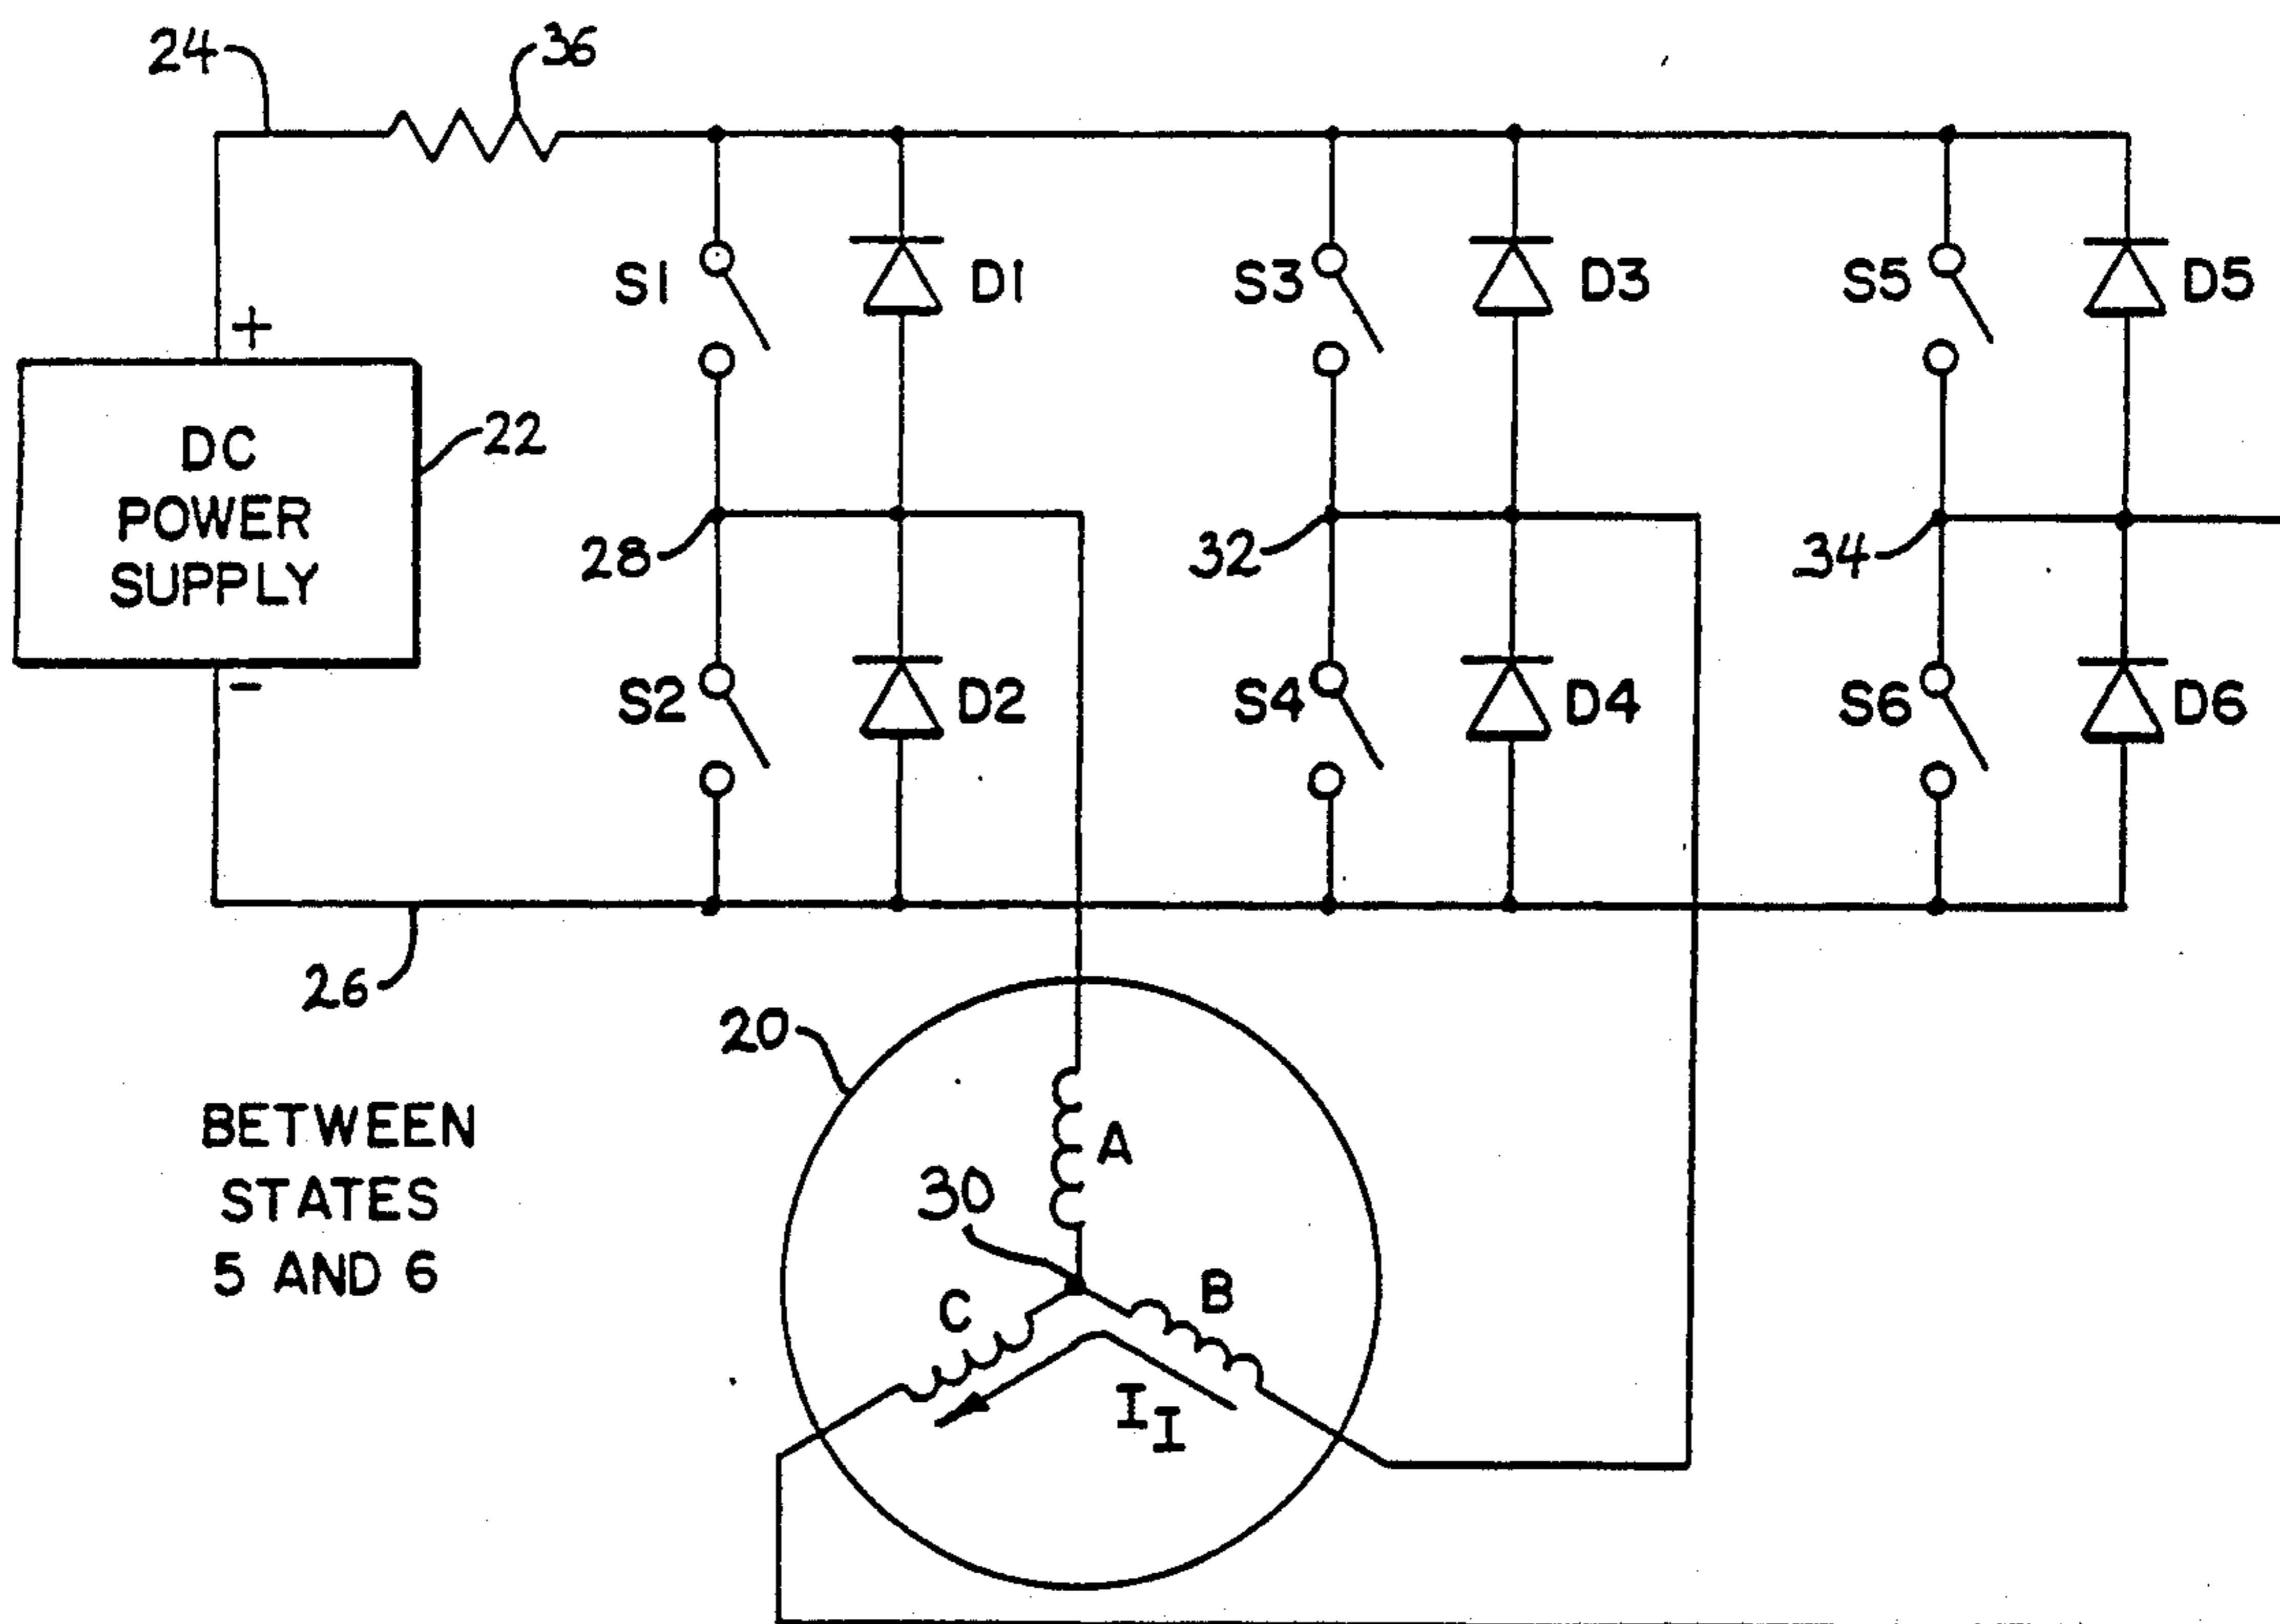 24
36
+
S1
D1
S3
D3
S5
D5
DC
POWER
SUPPLY
22
28
32
34
-
S2
D2
S4
D4
S6
D6
26
20
BETWEEN
STATES
5 AND 6
A
30
B
C
I_I